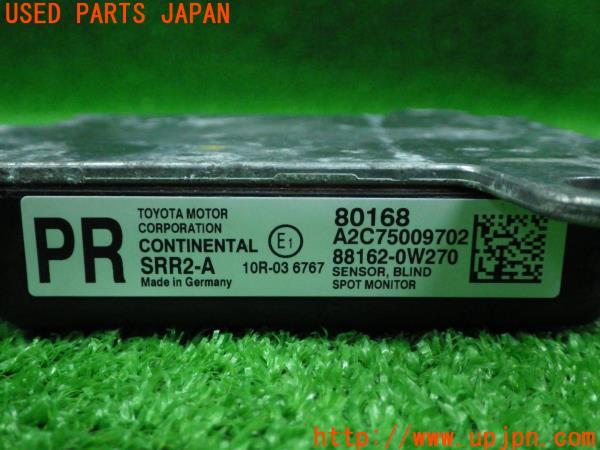 USED PARTS JAPAN
PR
TOYOTA MOTOR
CORPORATION
CONTINENTAL
SRR2-A
Made in Germany
E1
10R-03 6767
80168
A2C75009702
88162-0W270
SENSOR, BLIND
SPOT MONITOR
http://www.upjpn.com